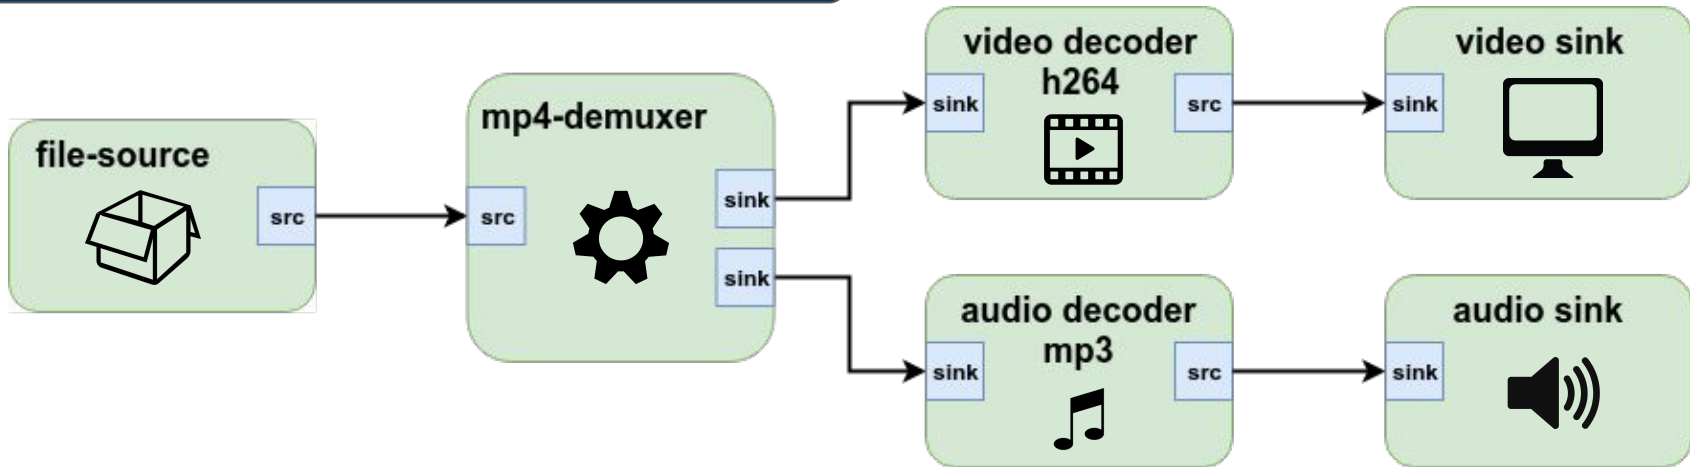 file-source
src
mp4-demuxer
src
sink
sink
video decoder
h264
sink
src
video sink
sink
audio decoder
mp3
sink
src
audio sink
sink